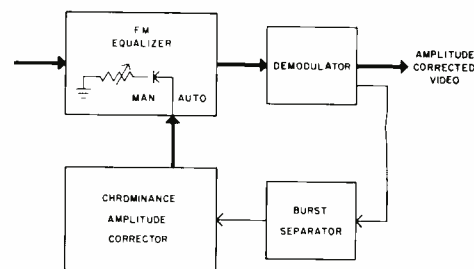 FM
EQUALIZER
MAN AUTO
DEMODULATOR
AMPLITUDE
CORRECTED
VIDEO
CHROMINANCE
AMPLITUDE
CORRECTOR
BURST
SEPARATOR